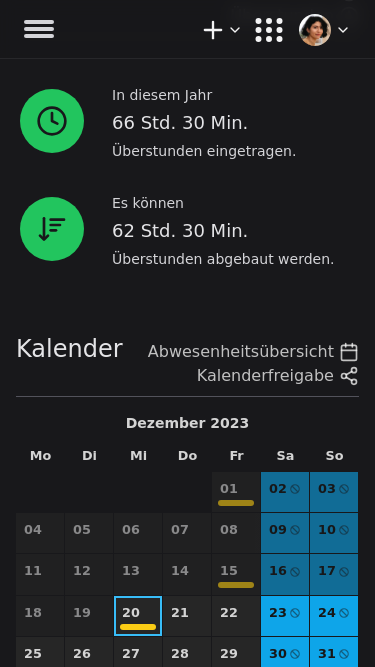 In diesem Jahr
66 Std. 30 Min.
Überstunden eingetragen.
Es können
62 Std. 30 Min.
Überstunden abgebaut werden.
Kalender
Abwesenheitsübersicht
Kalenderfreigabe
Dezember 2023
Mo Di Mi Do Fr Sa So
01 02 03
04 05 06 07 08 09 10
11 12 13 14 15 16 17
18 19 20 21 22 23 24
25 26 27 28 29 30 31